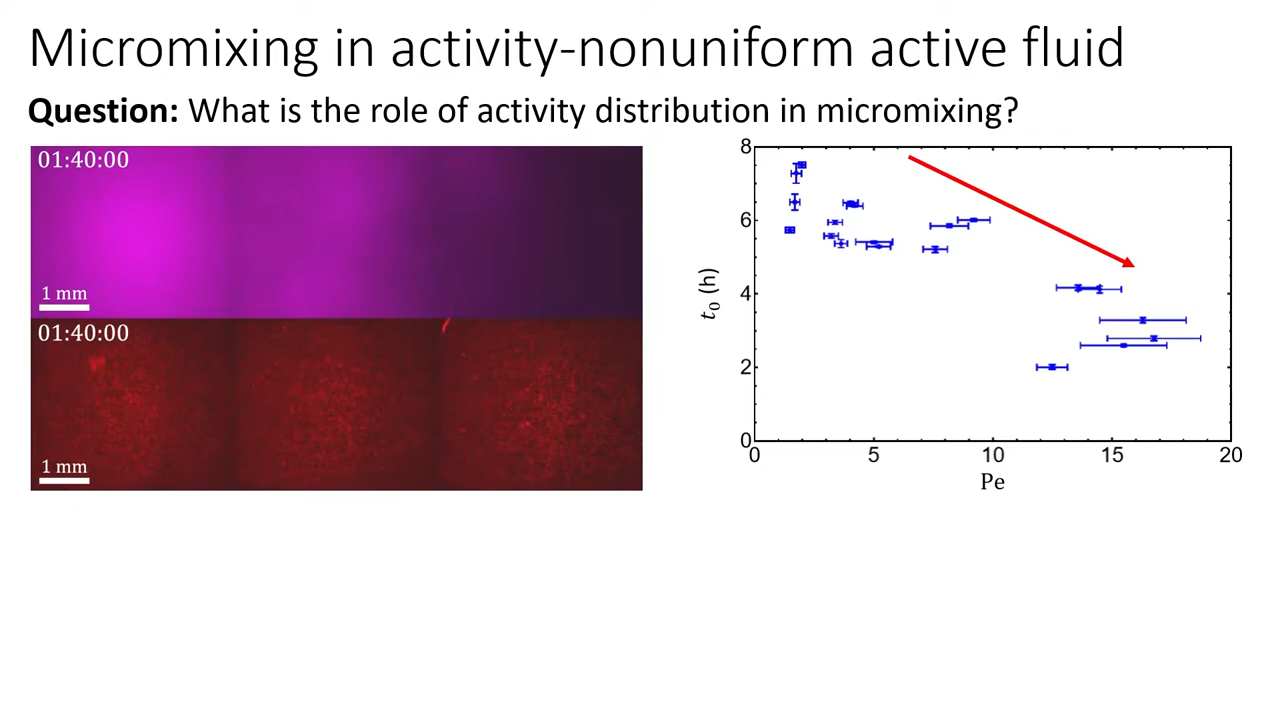 Micromixing in activity-nonuniform active fluid
Question: What is the role of activity distribution in micromixing?
01:40:00
1 mm
01:40:00
1 mm
8
6
4
2
0
t₀ (h)
0 5 10 15 20
Pe